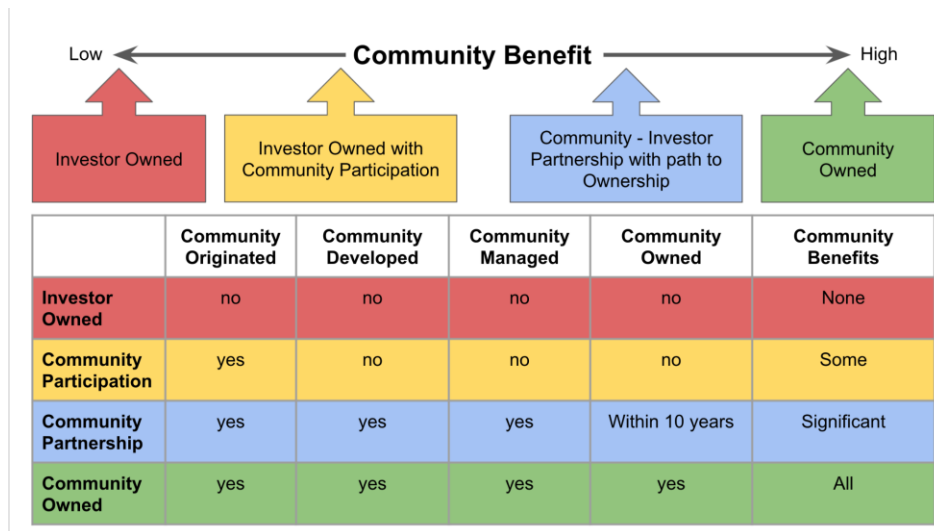 Low Community Benefit High
Investor Owned
Investor Owned with
Community Participation
Community - Investor
Partnership with path to
Ownership
Community
Owned
Community
Originated
Community
Developed
Community
Managed
Community
Owned
Community
Benefits
Investor
Owned
no no no no None
Community
Participation
yes no no no Some
Community
Partnership
yes yes yes Within 10 years Significant
Community
Owned
yes yes yes yes All